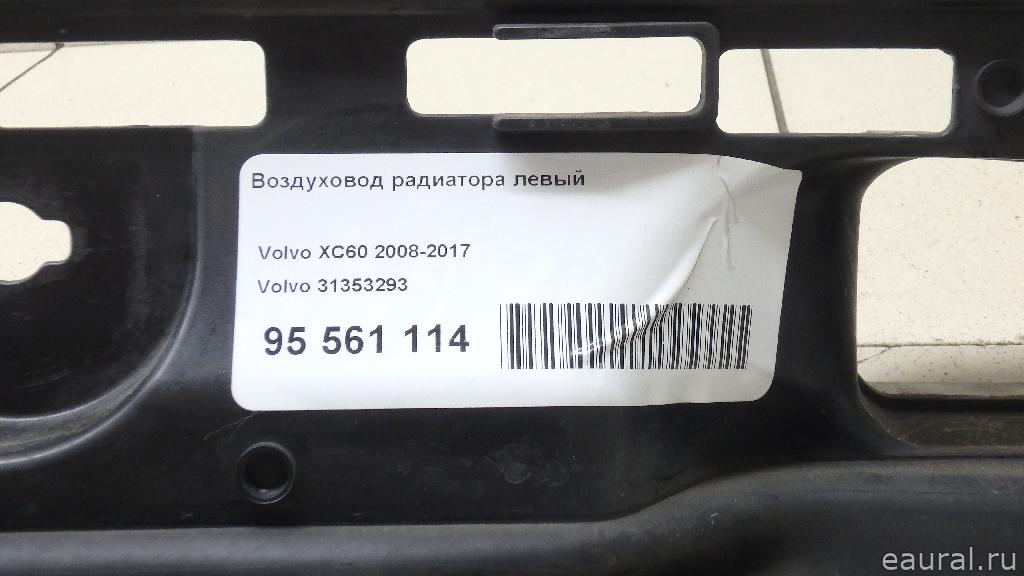 Воздуховод радиатора левый
Volvo XC60 2008-2017
Volvo 31353293
95 561 114
eaural.ru